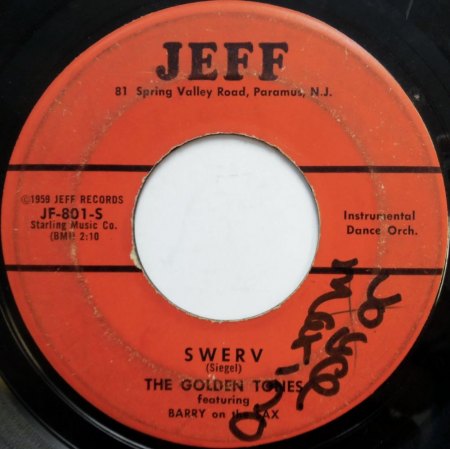 JEFF
81 Spring Valley Road, Paramus, N.J.
©1959 JEFF RECORDS
JF-801-S
Starling Music Co.
(BMI) 2:10
Instrumental
Dance Orch.
SWERV
(Siegel)
THE GOLDEN TONES
featuring
BARRY on the SAX